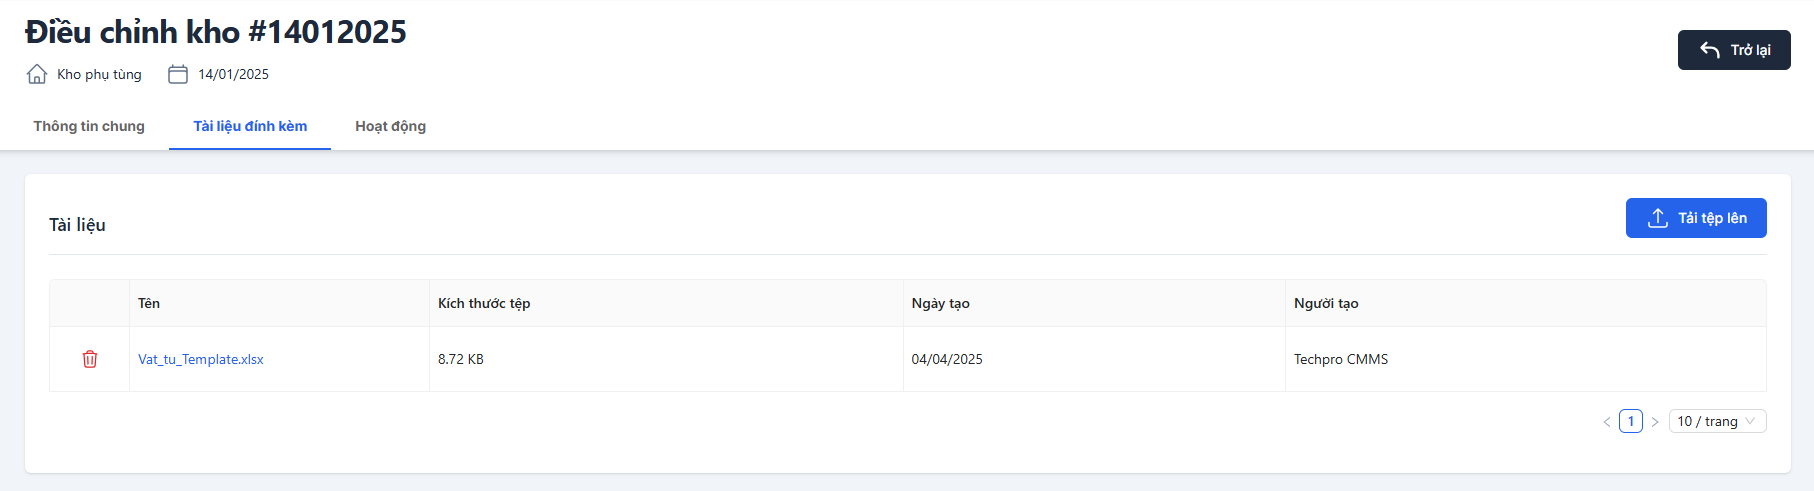 Điều chỉnh kho #14012025
Kho phụ tùng 14/01/2025
Trở lại
Thông tin chung Tài liệu đính kèm Hoạt động
Tài liệu
Tải tệp lên
Tên Kích thước tệp Ngày tạo Người tạo
Vat_tu_Template.xlsx 8.72 KB 04/04/2025 Techpro CMMS
< 1 > 10 / trang